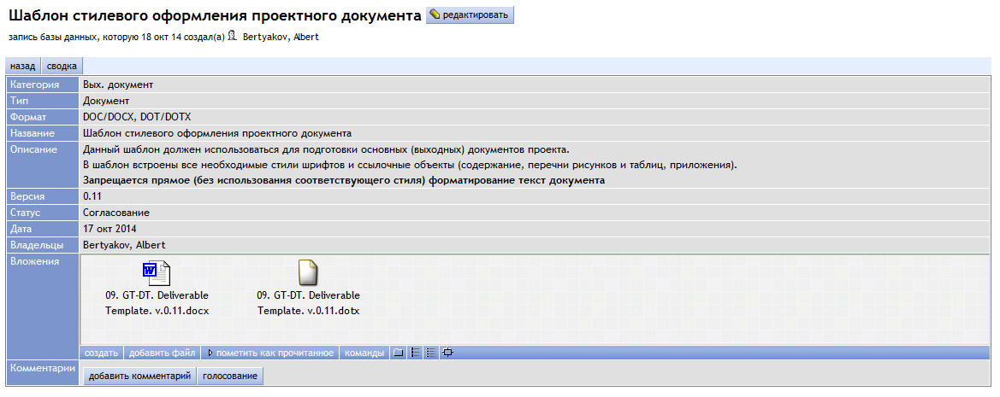 Шаблон стилевого оформления проектного документа редактировать
запись базы данных, которую 18 окт 14 создал(а) Bertyakov, Albert
назад сводка
Категория Вых. документ
Тип Документ
Формат DOC/DOCX, DOT/DOTX
Название Шаблон стилевого оформления проектного документа
Описание Данный шаблон должен использоваться для подготовки основных (выходных) документов проекта.
В шаблон встроены все необходимые стили шрифтов и ссылочные объекты (содержание, перечни рисунков и таблиц, приложения).
Запрещается прямое (без использования соответствующего стиля) форматирование текст документа
Версия 0.11
Статус Согласование
Дата 17 окт 2014
Владельцы Bertyakov, Albert
Вложения
09. GT-DT. Deliverable 09. GT-DT. Deliverable
Template. v.0.11.docx Template. v.0.11.dotx
создать добавить файл пометить как прочитанное команды
Комментарии
добавить комментарий голосование